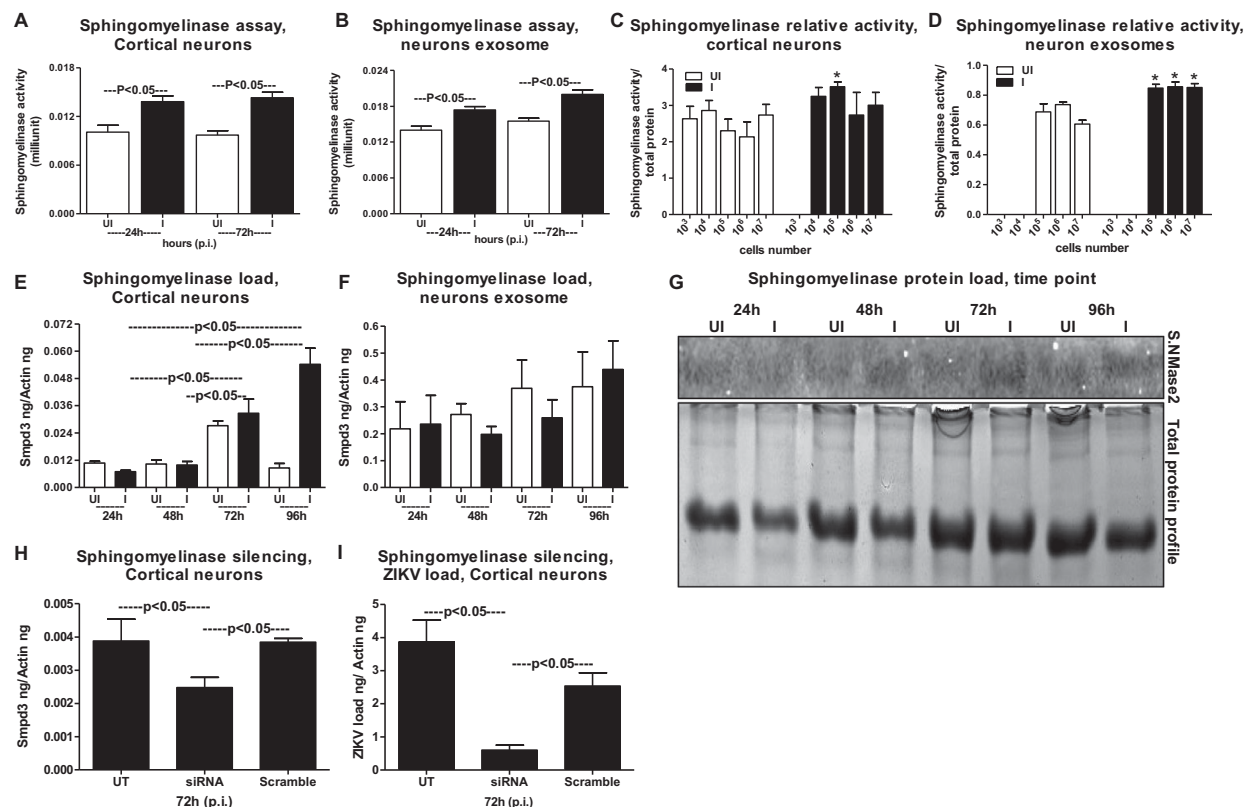 A
Sphingomyelinase assay,
Cortical neurons
Sphingomyelinase activity
(milliunit)
0.018
0.012
0.006
0.000
---P<0.05---
---P<0.05---
UI I UI I
-----24h----- -----72h-----
hours (p.i.)
B
Sphingomyelinase assay,
neurons exosome
Sphingomyelinase activity
(milliunit)
0.024
0.018
0.012
0.006
0.000
---P<0.05---
---P<0.05---
UI I UI I
---24h--- ---72h---
hours (p.i.)
C
Sphingomyelinase relative activity,
cortical neurons
Sphingomyelinase activity/
total protein
4
3
2
1
0
UI
I
*
10³ 10⁴ 10⁵ 10⁶ 10⁷ 10³ 10⁴ 10⁵ 10⁶ 10⁷
cells number
D
Sphingomyelinase relative activity,
neuron exosomes
Sphingomyelinase activity/
total protein
1.0
0.8
0.6
0.4
0.2
0.0
UI
I
* * *
10³ 10⁴ 10⁵ 10⁶ 10⁷ 10³ 10⁴ 10⁵ 10⁶ 10⁷
cells number
E
Sphingomyelinase load,
Cortical neurons
Smpd3 ng/Actin ng
0.072
0.060
0.048
0.036
0.024
0.012
0.000
----------------------p<0.05----------------------
--------p<0.05--------
--------p<0.05--------
--p<0.05--
UI I UI I UI I UI I
24h 48h 72h 96h
F
Sphingomyelinase load,
neurons exosome
Smpd3 ng/Actin ng
0.6
0.5
0.4
0.3
0.2
0.1
0.0
UI I UI I UI I UI I
24h 48h 72h 96h
G
Sphingomyelinase protein load, time point
24h 48h 72h 96h
UI I UI I UI I UI I
S.NMase2
Total protein profile
H
Sphingomyelinase silencing,
Cortical neurons
Smpd3 ng/Actin ng
0.005
0.004
0.003
0.002
0.001
0.000
-----p<0.05-----
----p<0.05----
UT siRNA Scramble
72h (p.i.)
I
Sphingomyelinase silencing,
ZIKV load, Cortical neurons
ZIKV load ng/ Actin ng
5
4
3
2
1
0
----p<0.05----
----p<0.05----
UT siRNA Scramble
72h (p.i.)